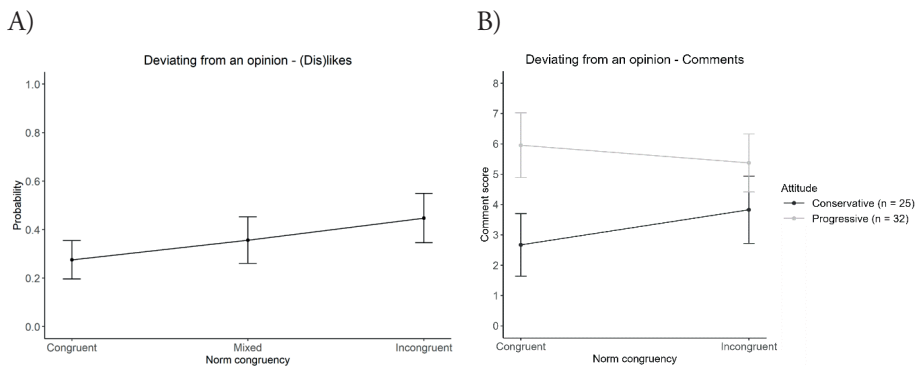 A)
Deviating from an opinion - (Dis)likes
1.0
0.8
0.6
0.4
0.2
0.0
Probability
Congruent Mixed Incongruent
Norm congruency
B)
Deviating from an opinion - Comments
8
7
6
5
4
3
2
1
0
Comment score
Congruent Incongruent
Norm congruency
Attitude
Conservative (n = 25)
Progressive (n = 32)